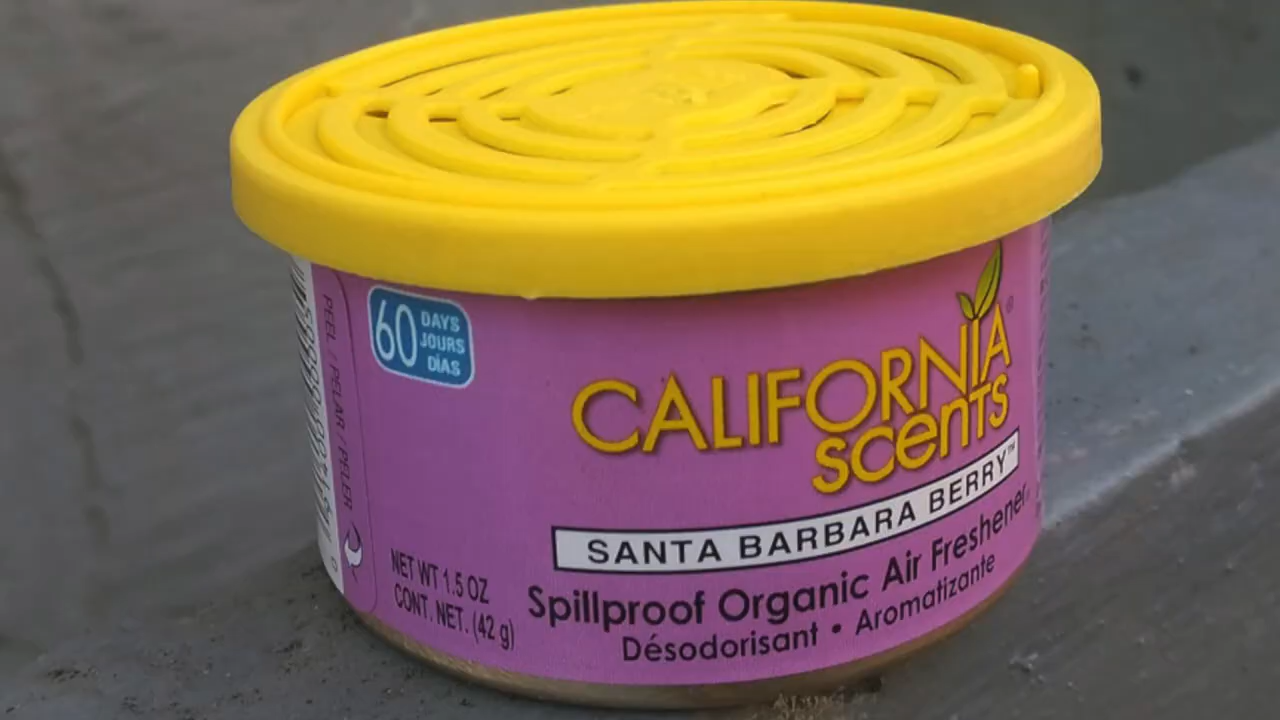 60 DAYS
JOURS
DÍAS
CALIFORNIA®
scents
SANTA BARBARA BERRY™
Spillproof Organic Air Freshener
Désodorisant • Aromatizante
NET WT 1.5 OZ
CONT. NET. (42 g)
PEEL / PELAR / PELER